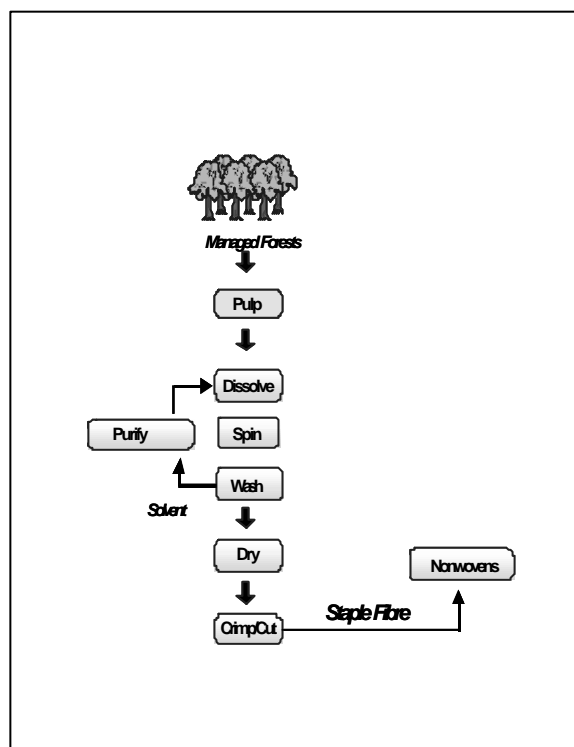 Managed Forests
Pulp
Dissolve
Purify
Spin
Wash
Solvent
Dry
Nonwovens
Staple Fibre
Crimp/Cut